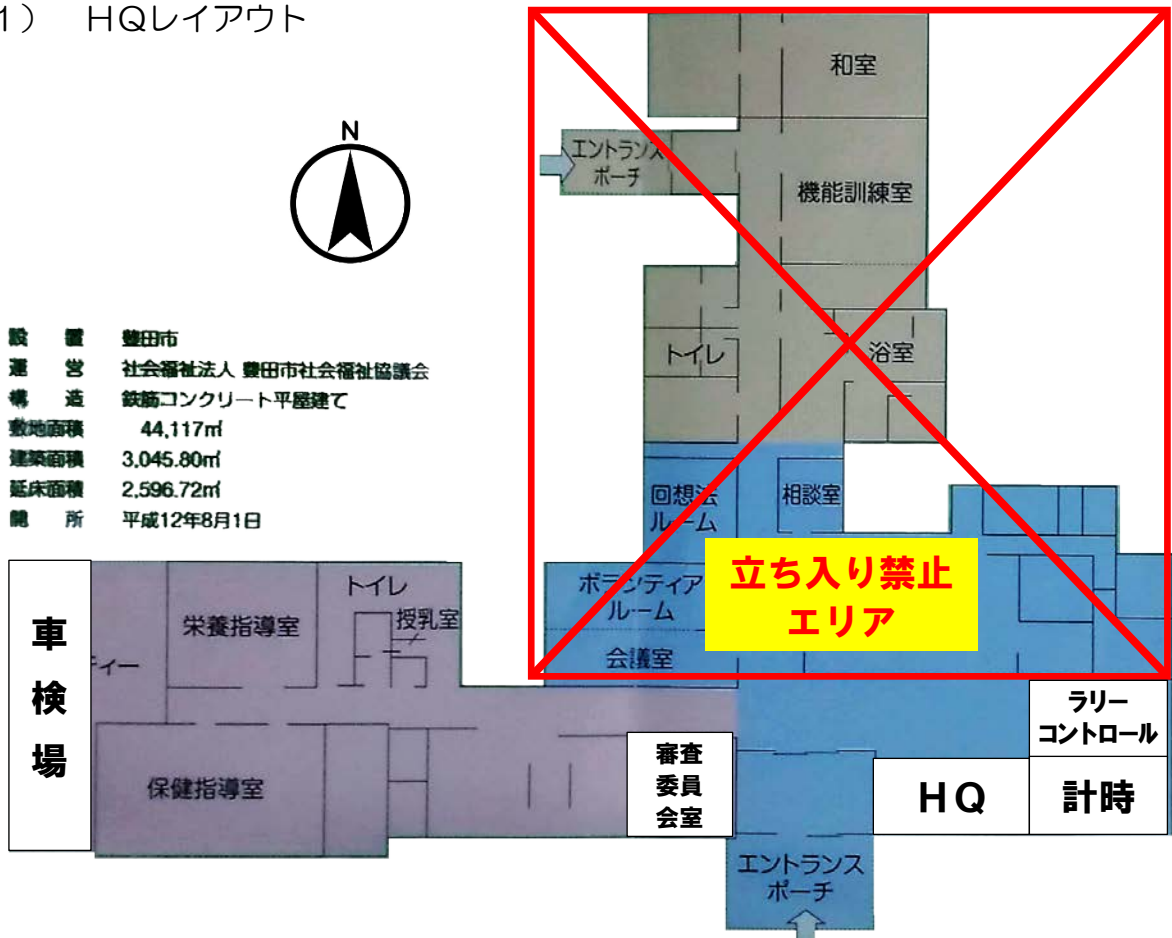 1）　ＨＱレイアウト
N
設置　豊田市
運営　社会福祉法人 豊田市社会福祉協議会
構造　鉄筋コンクリート平屋建て
敷地面積　44,117㎡
建築面積　3,045.80㎡
延床面積　2,596.72㎡
開所　平成12年8月1日
和室
エントランス
ポーチ
機能訓練室
トイレ
浴室
回想法
ルーム
相談室
ボランティア
ルーム
会議室
立ち入り禁止
エリア
車検場
ィー
栄養指導室
トイレ
授乳室
保健指導室
審査
委員
会室
ＨＱ
ラリー
コントロール
計時
エントランス
ポーチ